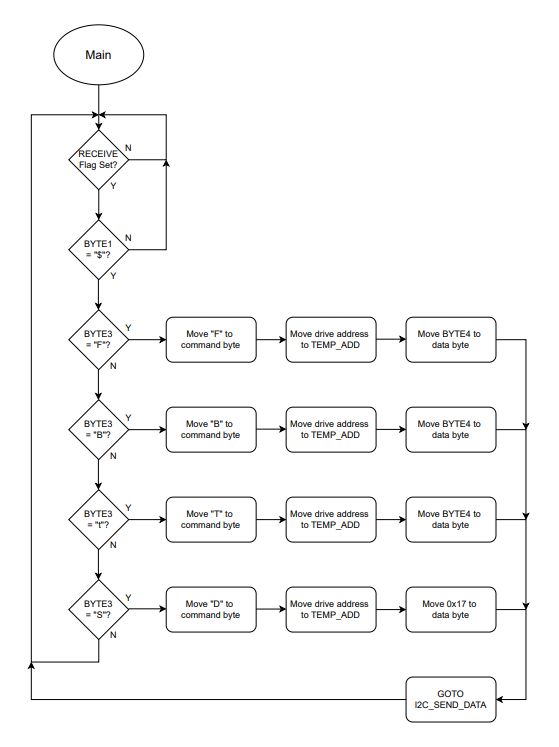 Main
RECEIVE
Flag Set?
N
Y
BYTE1
= "$"?
N
Y
BYTE3
= "F"?
Y
N
Move "F" to
command byte
Move drive address
to TEMP_ADD
Move BYTE4 to
data byte
BYTE3
= "B"?
Y
N
Move "B" to
command byte
Move drive address
to TEMP_ADD
Move BYTE4 to
data byte
BYTE3
= "t"?
Y
N
Move "T" to
command byte
Move drive address
to TEMP_ADD
Move BYTE4 to
data byte
BYTE3
= "S"?
Y
N
Move "D" to
command byte
Move drive address
to TEMP_ADD
Move 0x17 to
data byte
GOTO
I2C_SEND_DATA